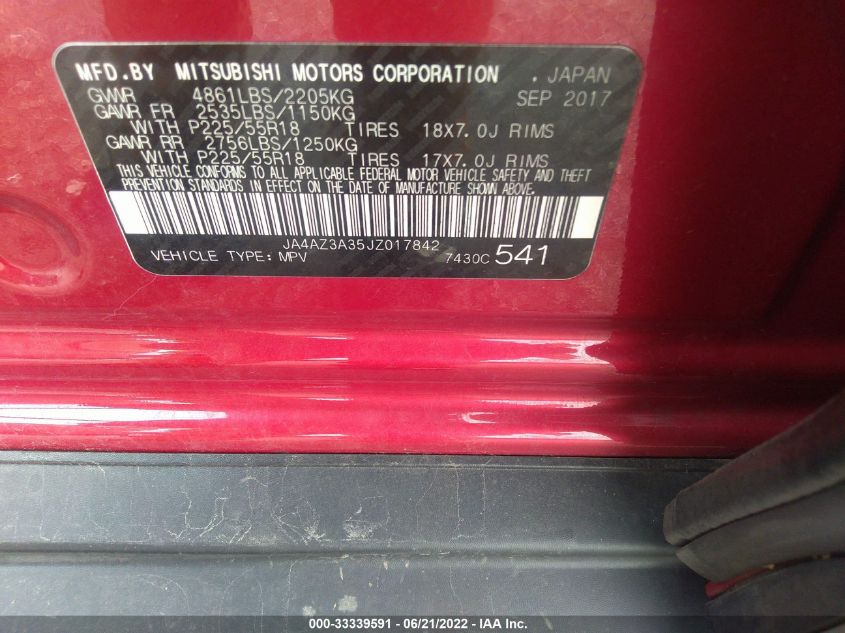 MFD.BY MITSUBISHI MOTORS CORPORATION . JAPAN
GVWR 4861LBS/2205KG SEP 2017
GAWR FR 2535LBS/1150KG
WITH P225/55R18 TIRES 18X7.0J RIMS
GAWR RR 2756LBS/1250KG
WITH P225/55R18 TIRES 17X7.0J RIMS
THIS VEHICLE CONFORMS TO ALL APPLICABLE FEDERAL MOTOR VEHICLE SAFETY AND THEFT
PREVENTION STANDARDS IN EFFECT ON THE DATE OF MANUFACTURE SHOWN ABOVE.
JA4AZ3A35JZ017842
VEHICLE TYPE: MPV 7430C 541
000-33339591 - 06/21/2022 - IAA Inc.